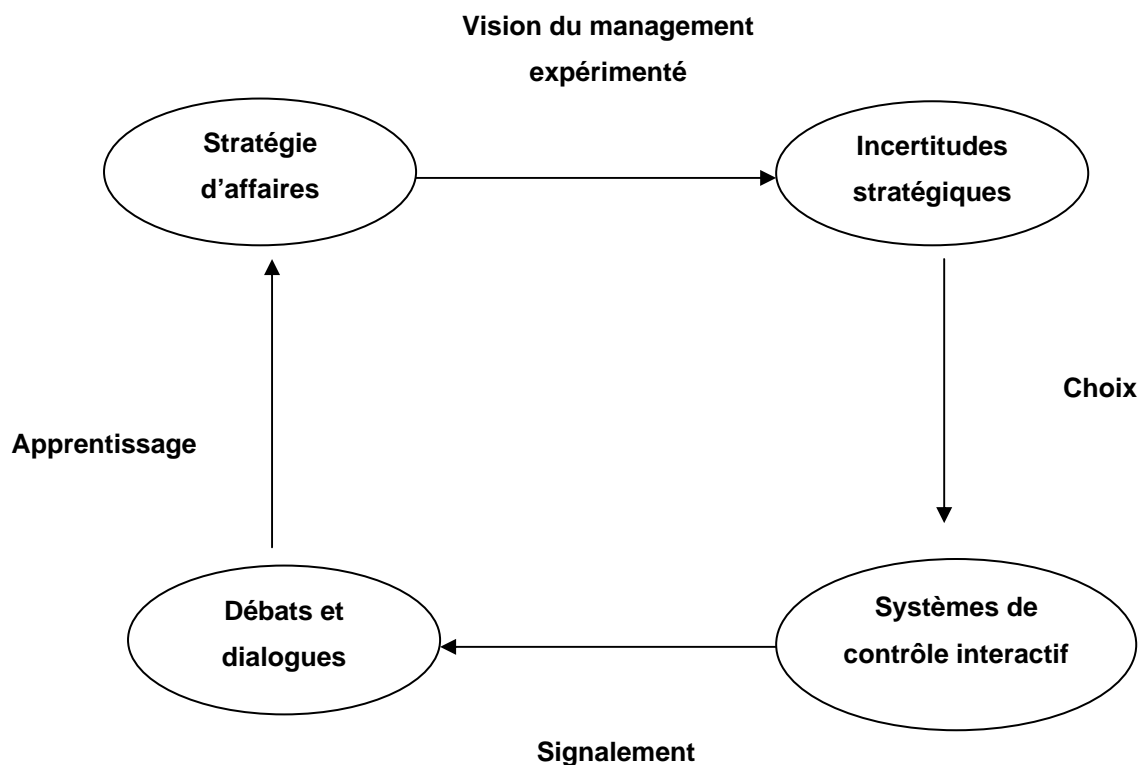 Vision du management
expérimenté
Stratégie
d’affaires
Incertitudes
stratégiques
Choix
Apprentissage
Débats et
dialogues
Systèmes de
contrôle interactif
Signalement